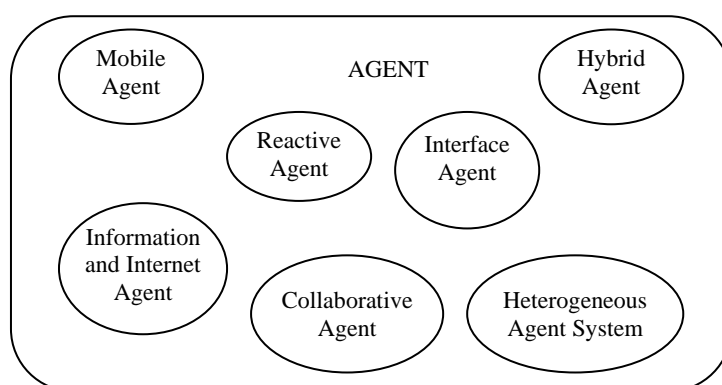 Mobile
Agent
AGENT
Hybrid
Agent
Reactive
Agent
Interface
Agent
Information
and Internet
Agent
Collaborative
Agent
Heterogeneous
Agent System